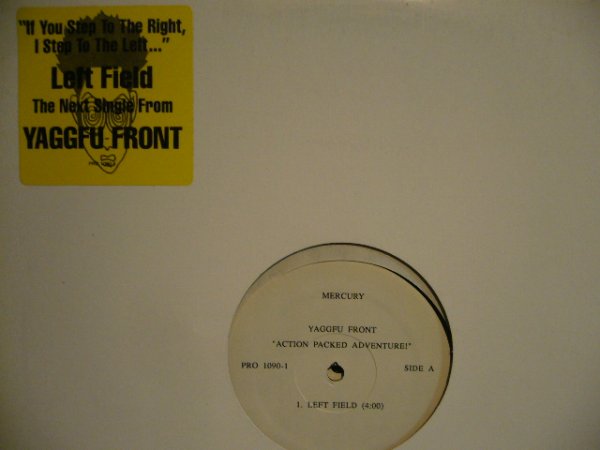 "If You Step To The Right,
I Step To The Left..."
Left Field
The Next Single From
YAGGFU FRONT
MERCURY
YAGGFU FRONT
"ACTION PACKED ADVENTURE!"
PRO 1090-1
SIDE A
1. LEFT FIELD (4:00)